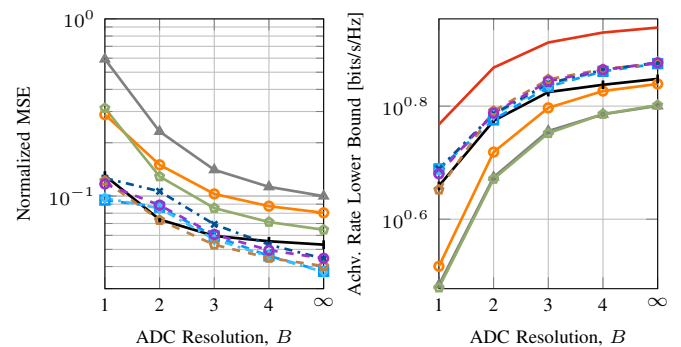 10^0
10^−1
Normalized MSE
1 2 3 4 ∞
ADC Resolution, B
10^0.8
10^0.6
Achv. Rate Lower Bound [bits/s/Hz]
1 2 3 4 ∞
ADC Resolution, B